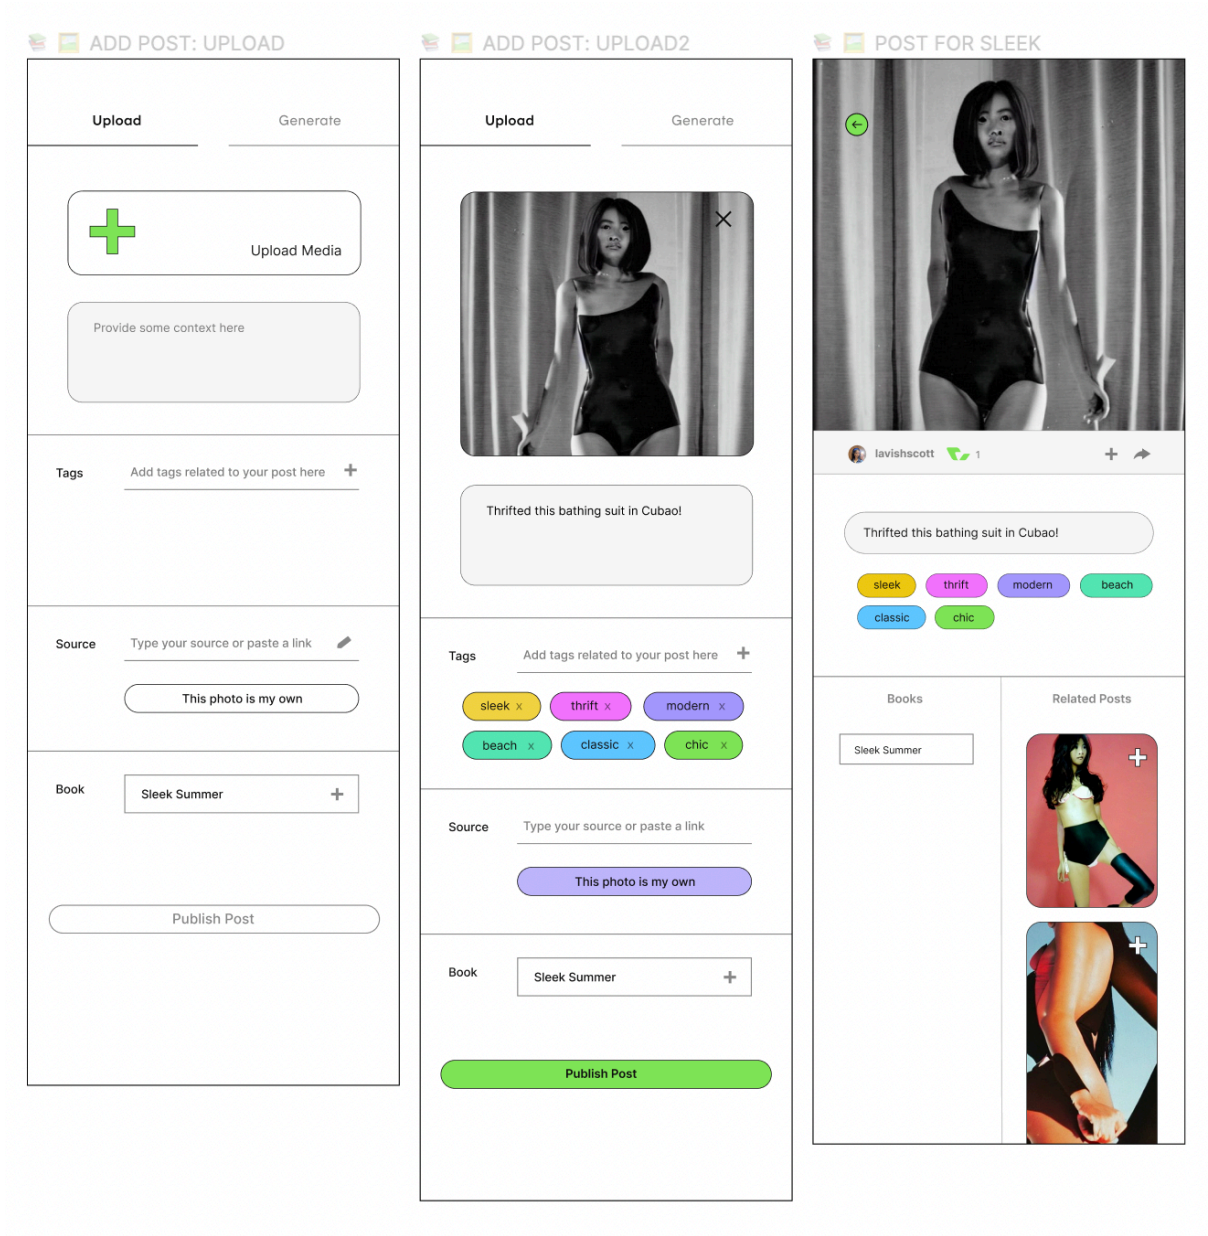 ADD POST: UPLOAD
Upload
Generate
Upload Media
Provide some context here
Tags
Add tags related to your post here
Source
Type your source or paste a link
This photo is my own
Book
Sleek Summer
Publish Post
ADD POST: UPLOAD2
Upload
Generate
Thrifted this bathing suit in Cubao!
Tags
Add tags related to your post here
sleek x
thrift x
modern x
beach x
classic x
chic x
Source
Type your source or paste a link
This photo is my own
Book
Sleek Summer
Publish Post
POST FOR SLEEK
lavishscott
1
Thrifted this bathing suit in Cubao!
sleek
thrift
modern
beach
classic
chic
Books
Related Posts
Sleek Summer